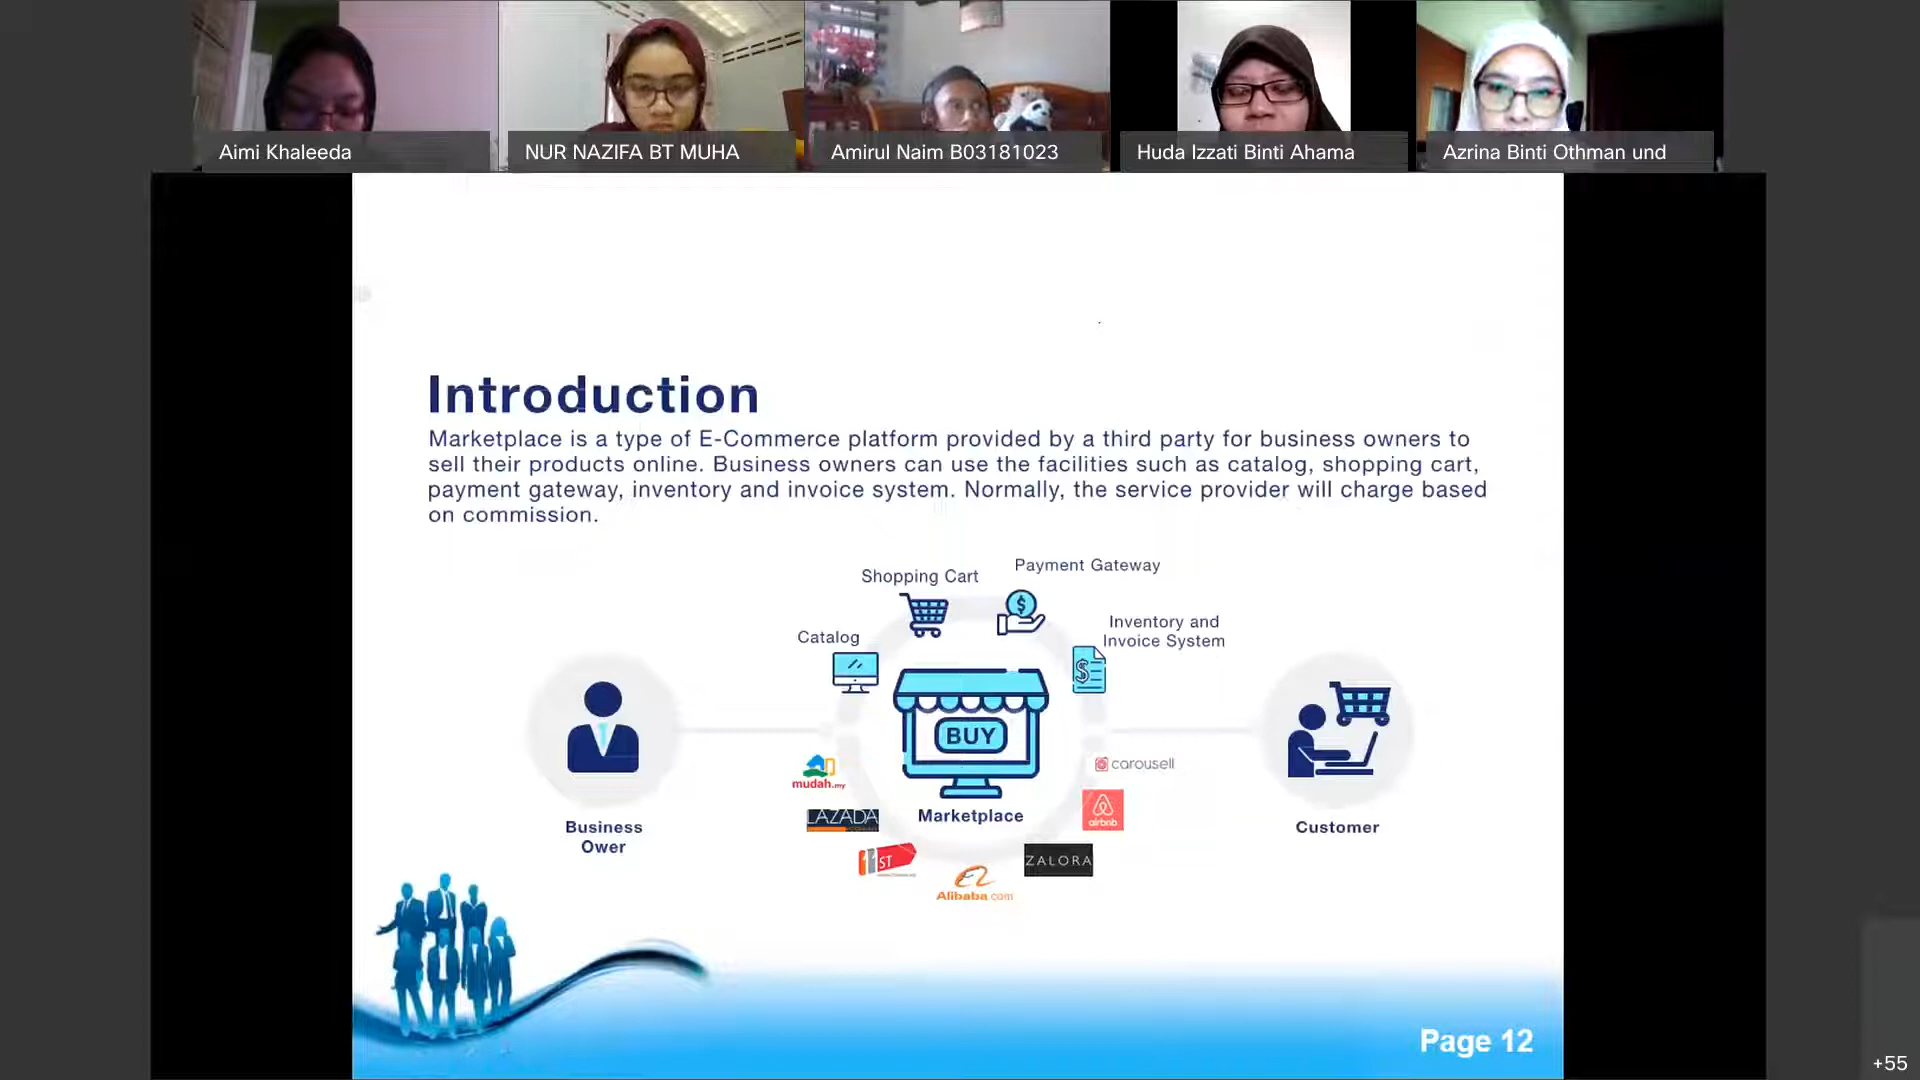 Aimi Khaleeda
NUR NAZIFA BT MUHA
Amirul Naim B03181023
Huda Izzati Binti Ahama
Azrina Binti Othman und
Introduction
Marketplace is a type of E-Commerce platform provided by a third party for business owners to
sell their products online. Business owners can use the facilities such as catalog, shopping cart,
payment gateway, inventory and invoice system. Normally, the service provider will charge based
on commission.
Payment Gateway
Shopping Cart
Inventory and
Invoice System
Catalog
$
$
BUY
mudah.my
carousell
LAZADA
Marketplace
airbnb
Business
Ower
Customer
11ST
ZALORA
Alibaba.com
Page 12
+55